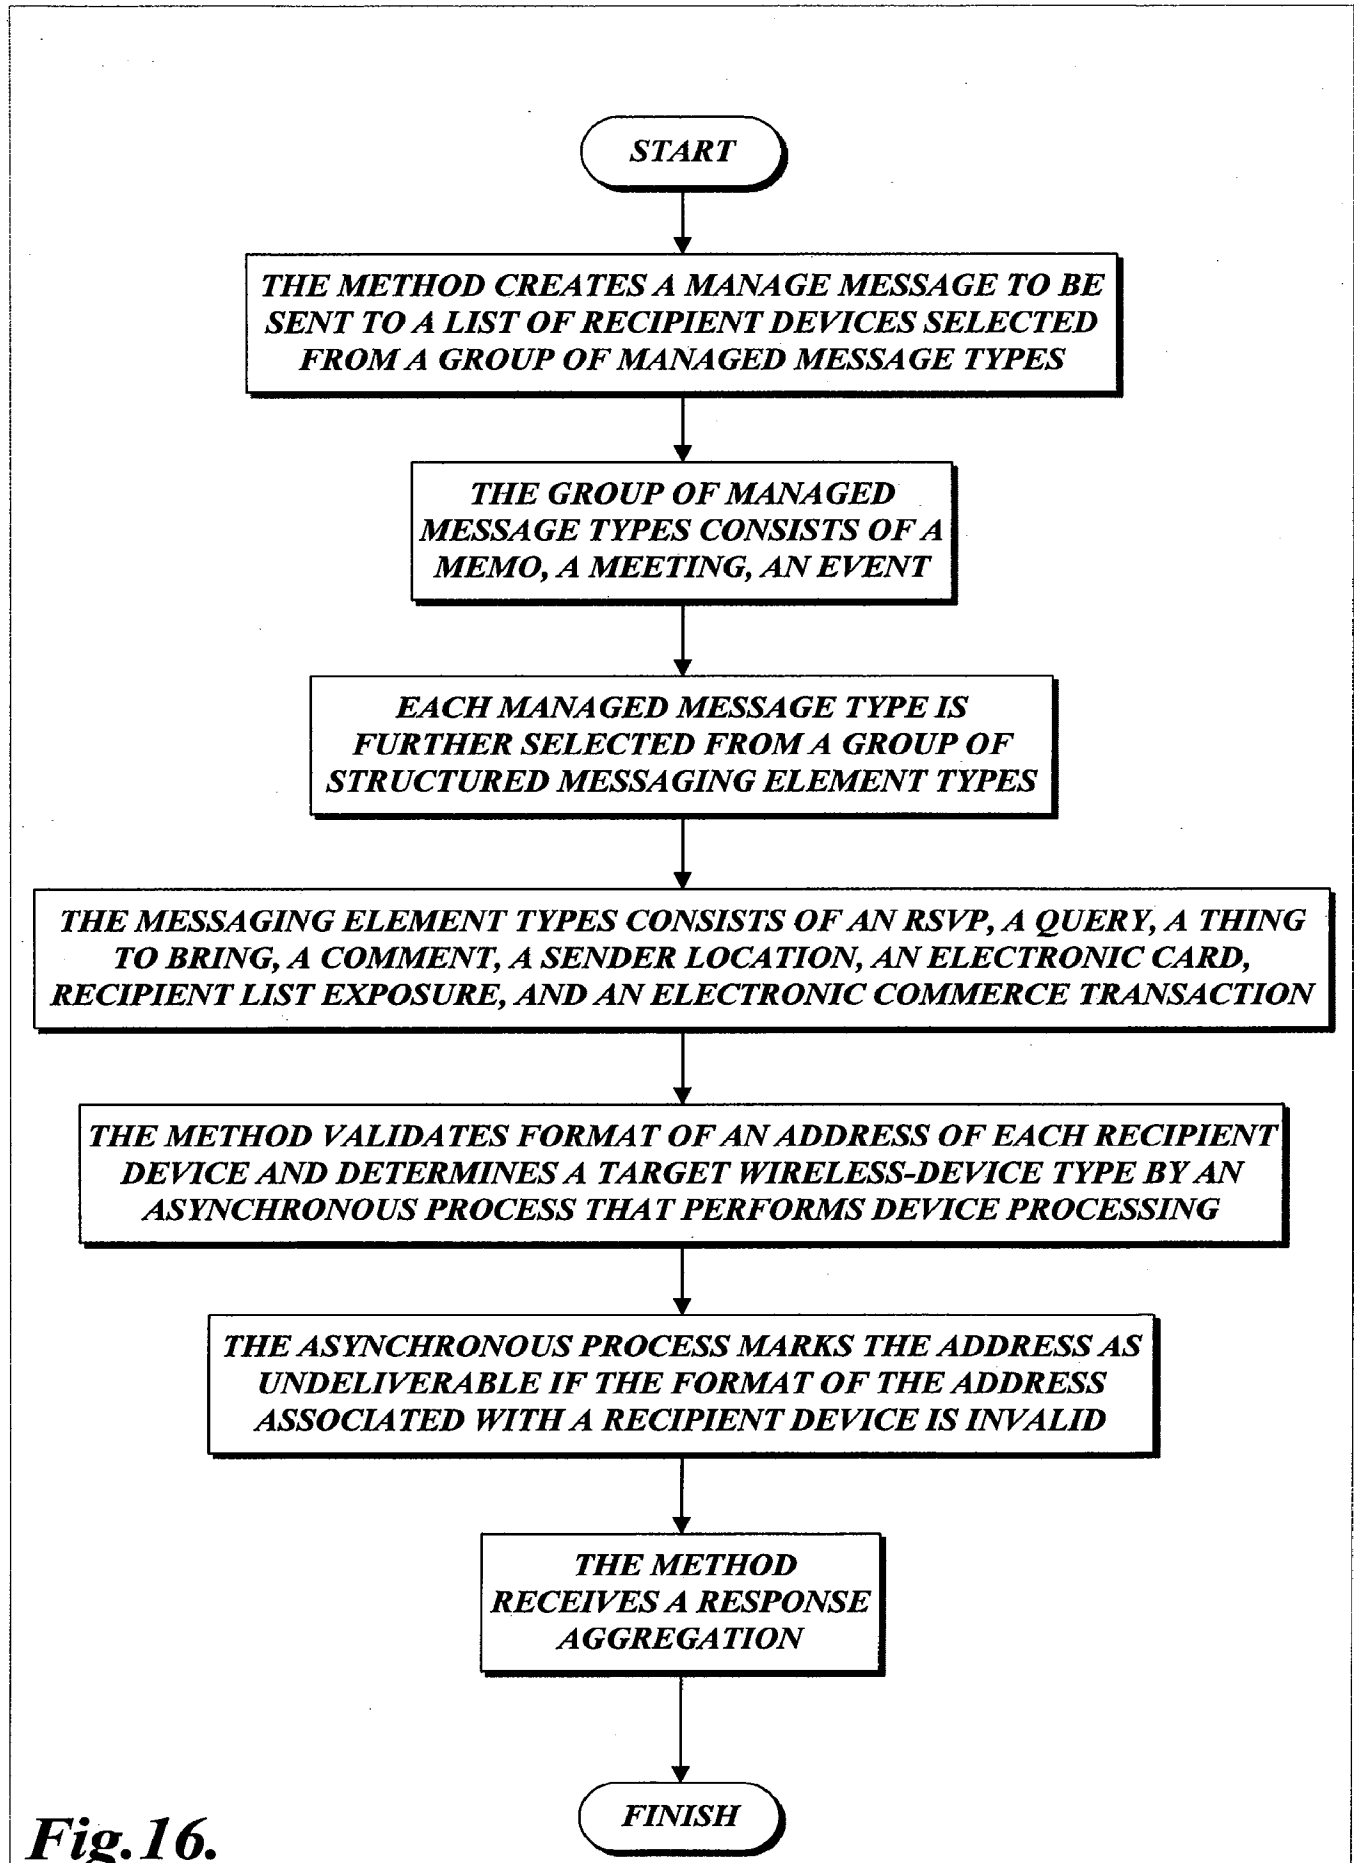 START
THE METHOD CREATES A MANAGE MESSAGE TO BE
SENT TO A LIST OF RECIPIENT DEVICES SELECTED
FROM A GROUP OF MANAGED MESSAGE TYPES
THE GROUP OF MANAGED
MESSAGE TYPES CONSISTS OF A
MEMO, A MEETING, AN EVENT
EACH MANAGED MESSAGE TYPE IS
FURTHER SELECTED FROM A GROUP OF
STRUCTURED MESSAGING ELEMENT TYPES
THE MESSAGING ELEMENT TYPES CONSISTS OF AN RSVP, A QUERY, A THING
TO BRING, A COMMENT, A SENDER LOCATION, AN ELECTRONIC CARD,
RECIPIENT LIST EXPOSURE, AND AN ELECTRONIC COMMERCE TRANSACTION
THE METHOD VALIDATES FORMAT OF AN ADDRESS OF EACH RECIPIENT
DEVICE AND DETERMINES A TARGET WIRELESS-DEVICE TYPE BY AN
ASYNCHRONOUS PROCESS THAT PERFORMS DEVICE PROCESSING
THE ASYNCHRONOUS PROCESS MARKS THE ADDRESS AS
UNDELIVERABLE IF THE FORMAT OF THE ADDRESS
ASSOCIATED WITH A RECIPIENT DEVICE IS INVALID
THE METHOD
RECEIVES A RESPONSE
AGGREGATION
FINISH
Fig.16.